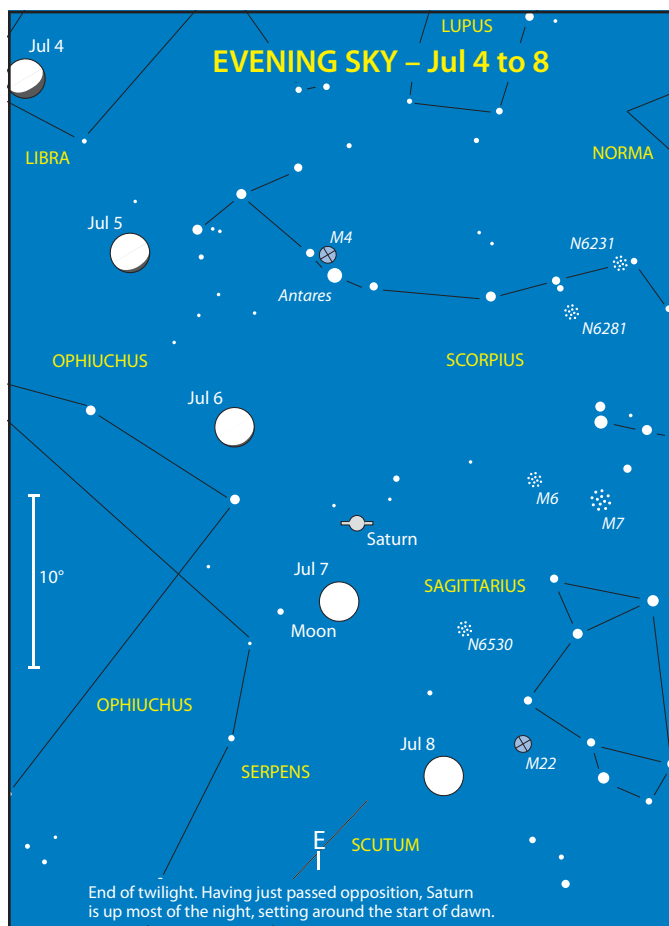 Jul 4
LUPUS
EVENING SKY – Jul 4 to 8
LIBRA
NORMA
Jul 5
M4
N6231
Antares
N6281
OPHIUCHUS
SCORPIUS
Jul 6
M6
M7
Saturn
10°
Jul 7
SAGITTARIUS
Moon
N6530
OPHIUCHUS
Jul 8
M22
SERPENS
E
SCUTUM
End of twilight. Having just passed opposition, Saturn
is up most of the night, setting around the start of dawn.